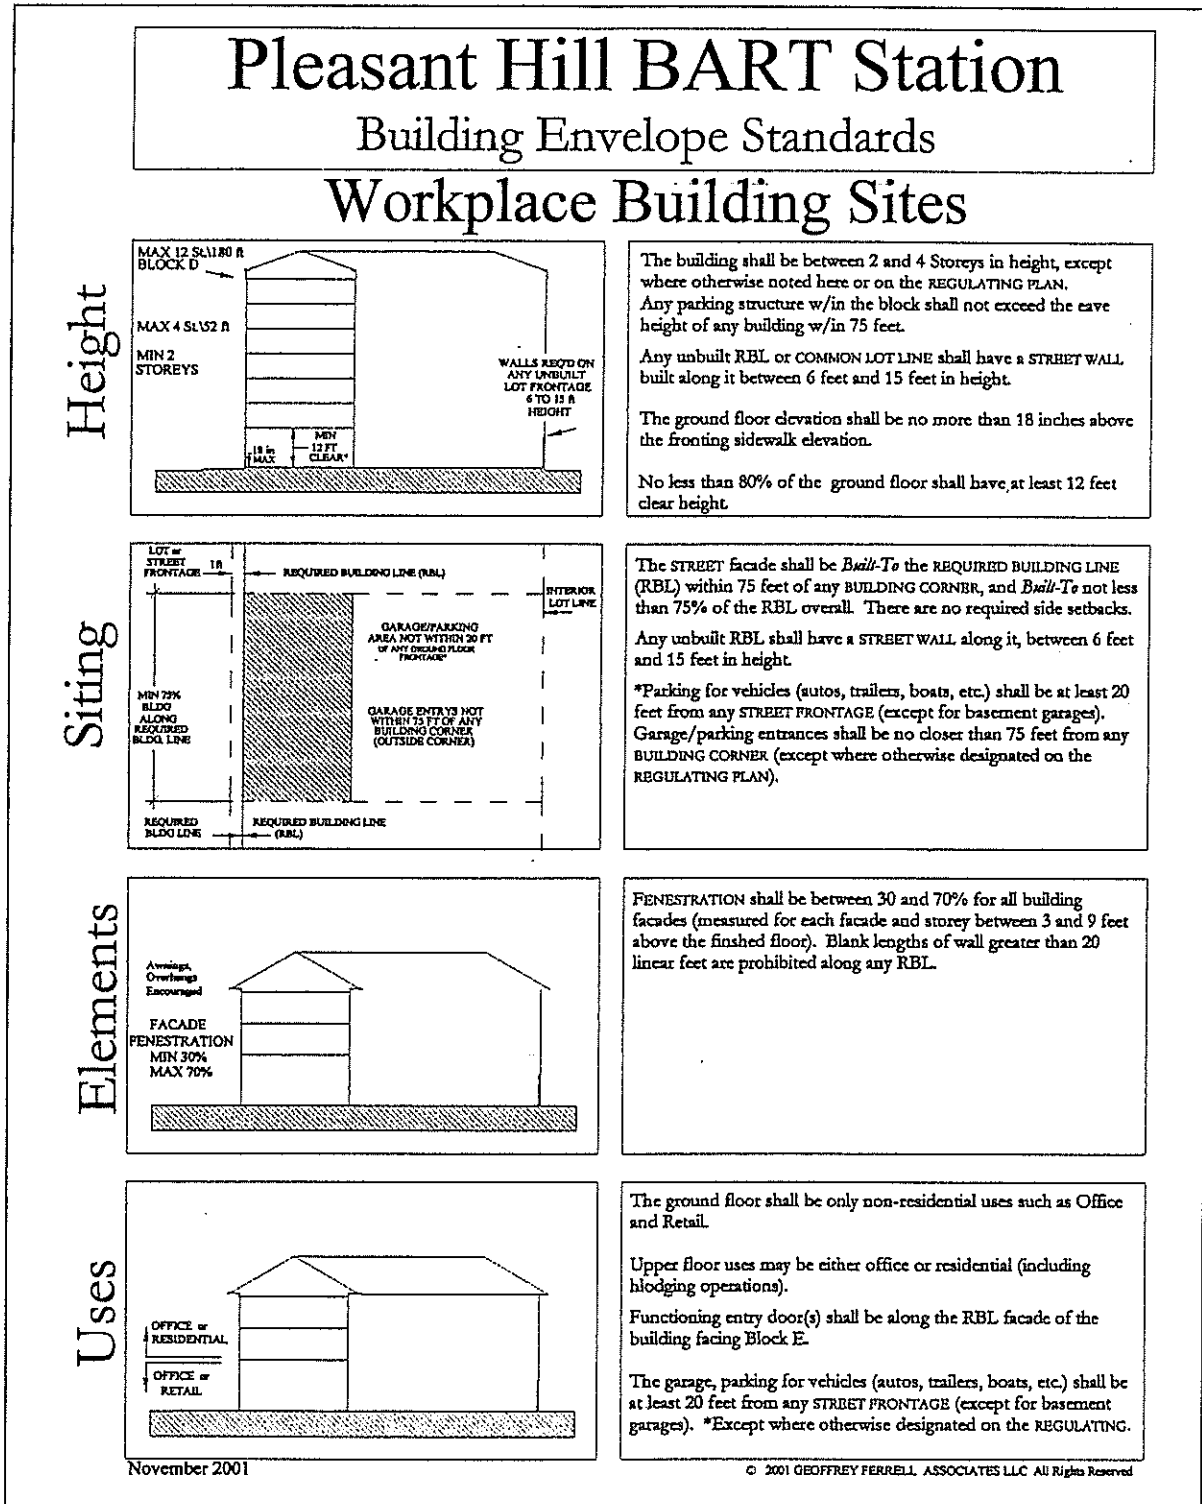 Pleasant Hill BART Station
Building Envelope Standards
Workplace Building Sites
Height
MAX 12 St.\180 ft
BLOCK D
MAX 4 St.\52 ft
MIN 2
STOREYS
WALLS REQ'D ON
ANY UNBUILT
LOT FRONTAGE
6 TO 15 ft
HEIGHT
18 in
MAX
MIN
12 FT
CLEAR*
The building shall be between 2 and 4 Storeys in height, except
where otherwise noted here or on the REGULATING PLAN.
Any parking structure w/in the block shall not exceed the eave
height of any building w/in 75 feet.
Any unbuilt RBL or COMMON LOT LINE shall have a STREET WALL
built along it between 6 feet and 15 feet in height.
The ground floor elevation shall be no more than 18 inches above
the fronting sidewalk elevation.
No less than 80% of the ground floor shall have at least 12 feet
clear height.
Siting
LOT or
STREET
FRONTAGE
1ft
REQUIRED BUILDING LINE (RBL)
INTERIOR
LOT LINE
GARAGE/PARKING
AREA NOT WITHIN 20 FT
OF ANY GROUND FLOOR
FRONTAGE*
MIN 75%
BLDG
ALONG
REQUIRED
BLDG. LINE
GARAGE ENTRYS NOT
WITHIN 75 FT OF ANY
BUILDING CORNER
(OUTSIDE CORNER)
REQUIRED
BLDG LINE
REQUIRED BUILDING LINE
(RBL)
The STREET facade shall be Built-To the REQUIRED BUILDING LINE
(RBL) within 75 feet of any BUILDING CORNER, and Built-To not less
than 75% of the RBL overall. There are no required side setbacks.
Any unbuilt RBL shall have a STREET WALL along it, between 6 feet
and 15 feet in height.
*Parking for vehicles (autos, trailers, boats, etc.) shall be at least 20
feet from any STREET FRONTAGE (except for basement garages).
Garage/parking entrances shall be no closer than 75 feet from any
BUILDING CORNER (except where otherwise designated on the
REGULATING PLAN).
Elements
Awnings,
Overhangs
Encouraged
FACADE
FENESTRATION
MIN 30%
MAX 70%
FENESTRATION shall be between 30 and 70% for all building
facades (measured for each facade and storey between 3 and 9 feet
above the finshed floor). Blank lengths of wall greater than 20
linear feet are prohibited along any RBL.
Uses
OFFICE or
RESIDENTIAL
OFFICE or
RETAIL
The ground floor shall be only non-residential uses such as Office
and Retail.
Upper floor uses may be either office or residential (including
hlodging operations).
Functioning entry door(s) shall be along the RBL facade of the
building facing Block E.
The garage, parking for vehicles (autos, trailers, boats, etc.) shall be
at least 20 feet from any STREET FRONTAGE (except for basement
garages). *Except where otherwise designated on the REGULATING.
November 2001
© 2001 GEOFFREY FERRELL ASSOCIATES LLC All Rights Reserved